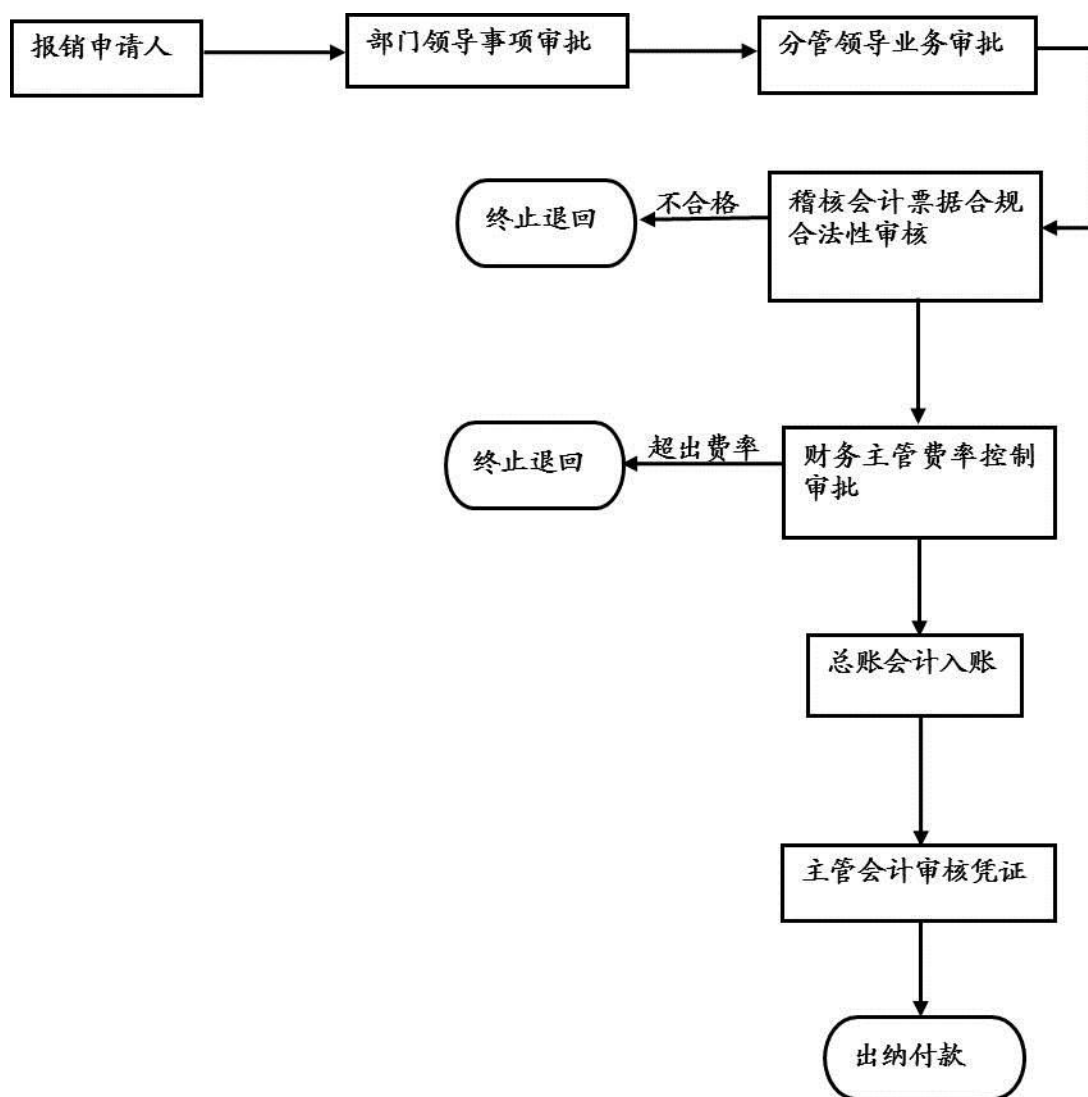 报销申请人
部门领导事项审批
分管领导业务审批
终止退回
不合格
稽核会计票据合规
合法性审核
终止退回
超出费率
财务主管费率控制
审批
总账会计入账
主管会计审核凭证
出纳付款